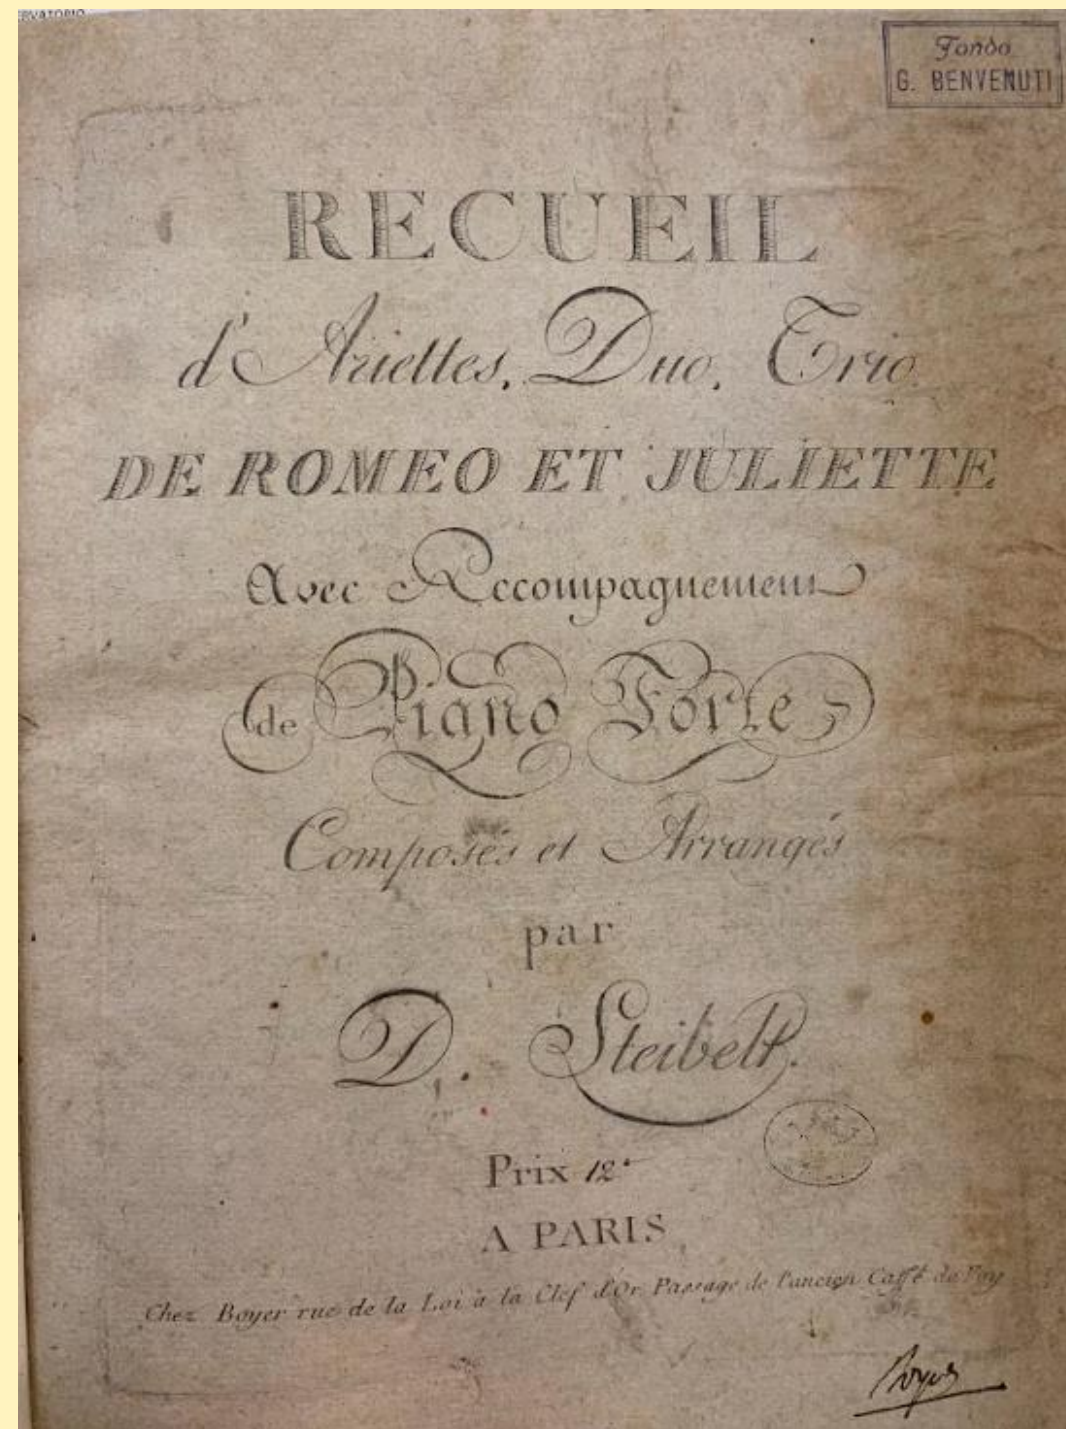 Fondo
G. BENVENUTI
RECUEIL
d'Ariettes, Duo, Trio
DE ROMEO ET JULIETTE
Avec Accompagnement
de Piano Forte
Composés et Arrangés
par
D. Steibelt.
Prix 12
A PARIS
Chez Boyer rue de la Loi à la Clef d'Or Passage de l'ancien Caffé de Foy
Boyer